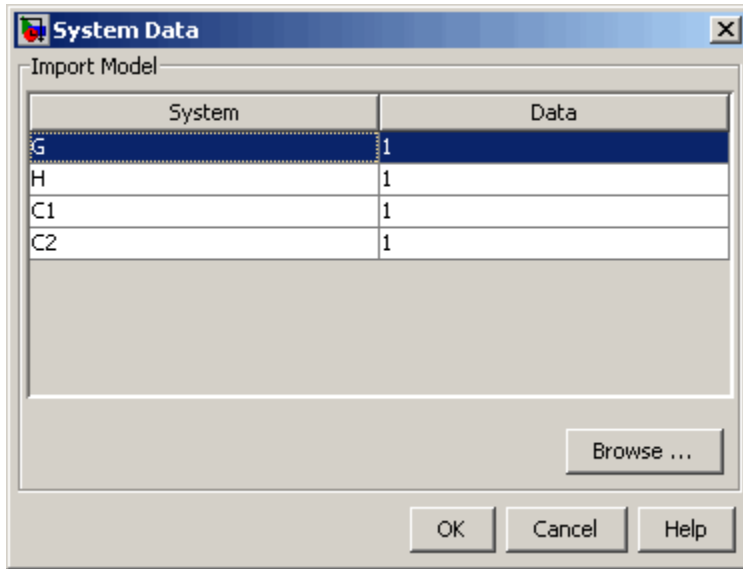 System Data
Import Model
System Data
G 1
H 1
C1 1
C2 1
Browse ...
OK Cancel Help